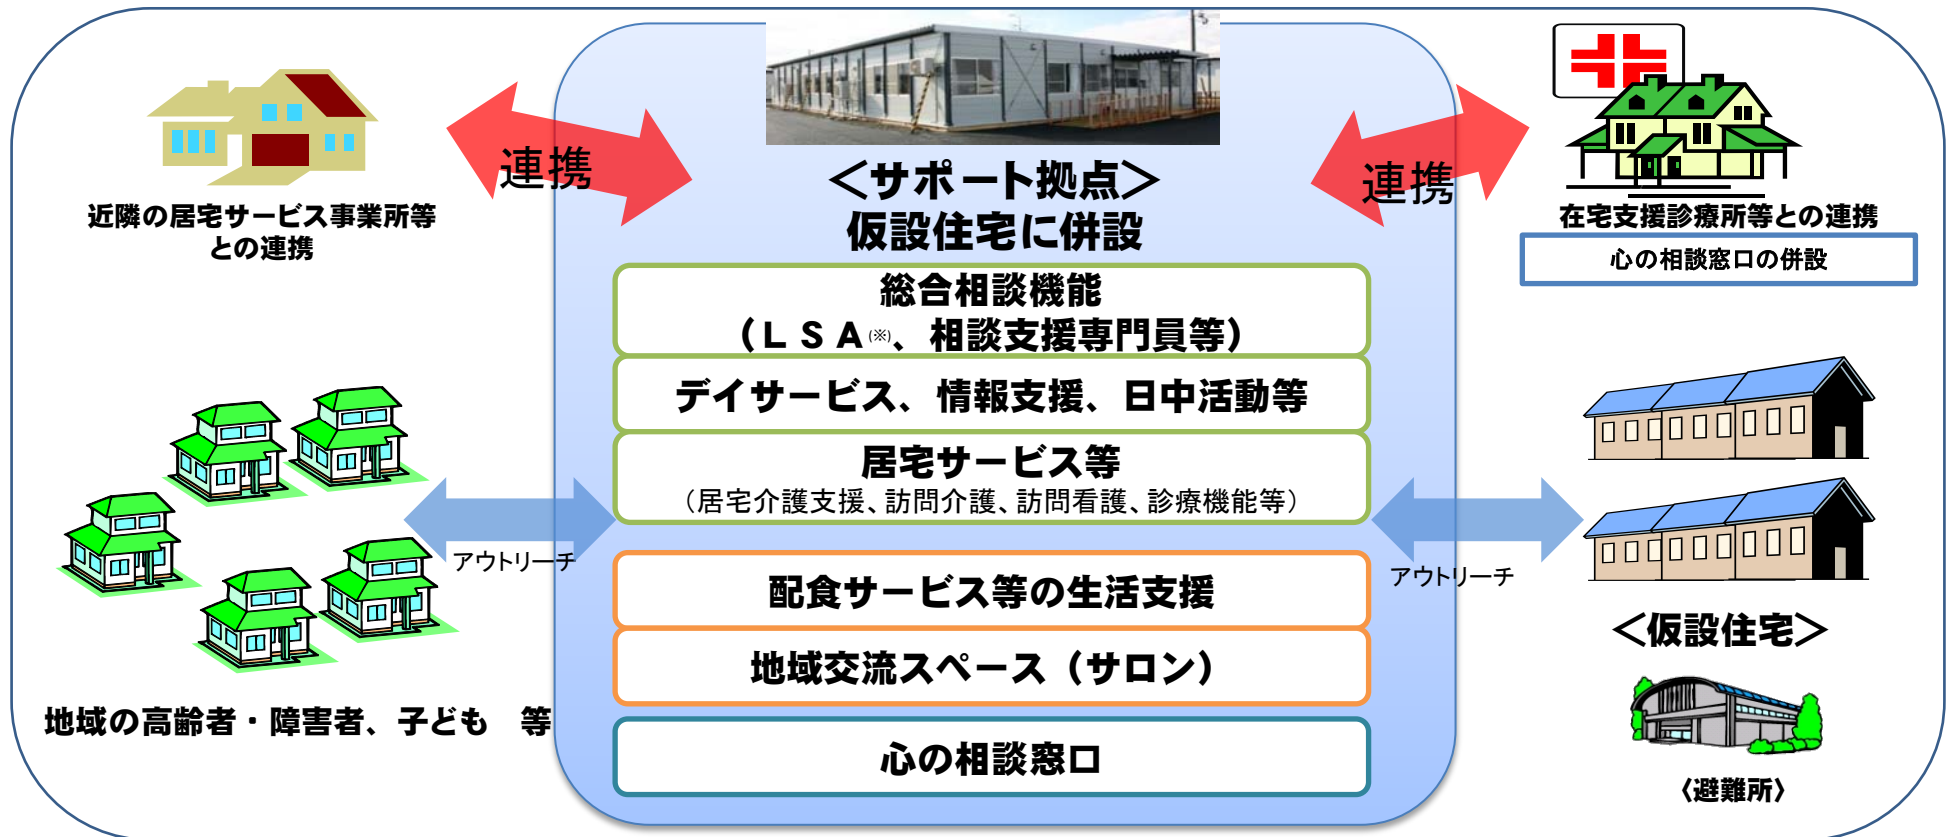 連携
近隣の居宅サービス事業所等
との連携
<サポート拠点>
仮設住宅に併設
連携
在宅支援診療所等との連携
心の相談窓口の併設
総合相談機能
(LSA(※)、相談支援専門員等)
デイサービス、情報支援、日中活動等
居宅サービス等
(居宅介護支援、訪問介護、訪問看護、診療機能等)
アウトリーチ
アウトリーチ
配食サービス等の生活支援
地域交流スペース(サロン)
心の相談窓口
地域の高齢者・障害者、子ども 等
<仮設住宅>
〈避難所〉